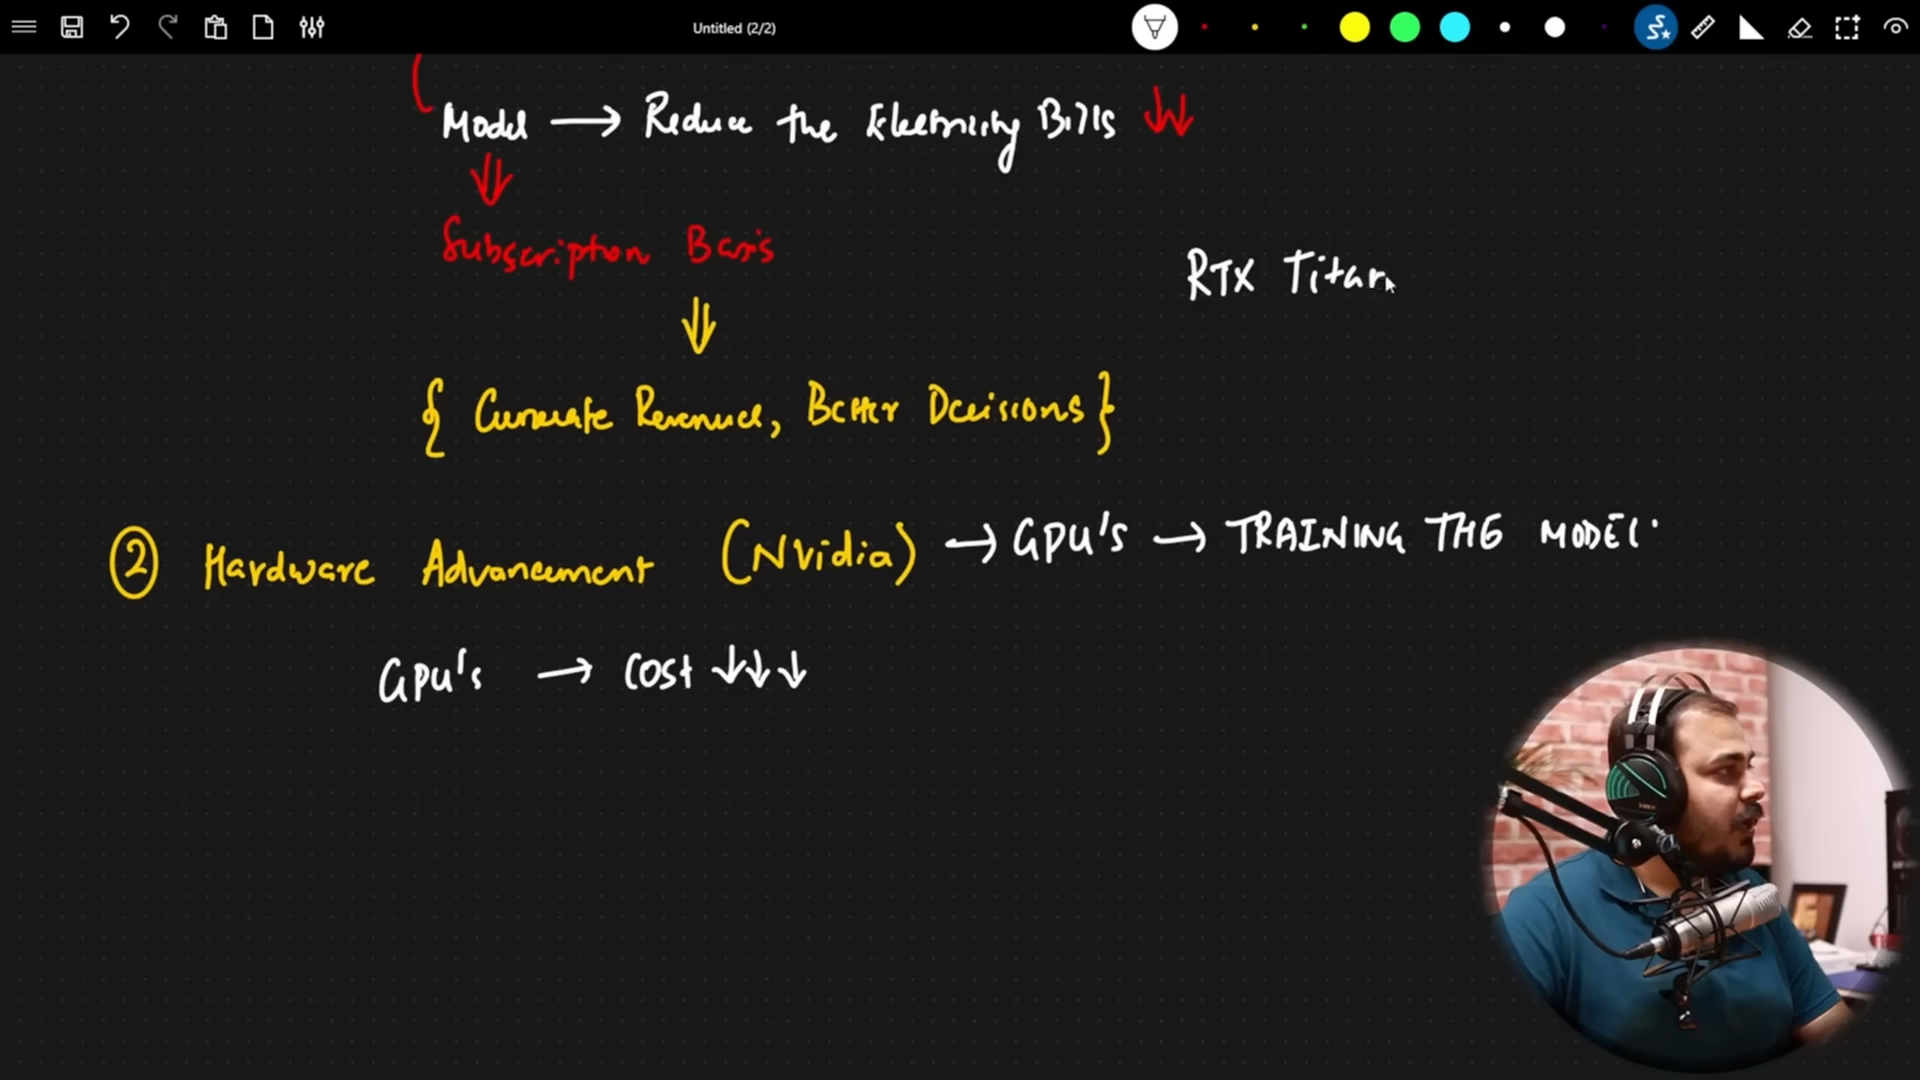 Untitled (2/2)
Model → Reduce the Electricity Bills ↓↓
Subscription Basis
RTX Titan
{ Generate Revenue, Better Decisions }
② Hardware Advancement (Nvidia) → GPU's → TRAINING THE MODEL.
GPU's → Cost ↓↓↓